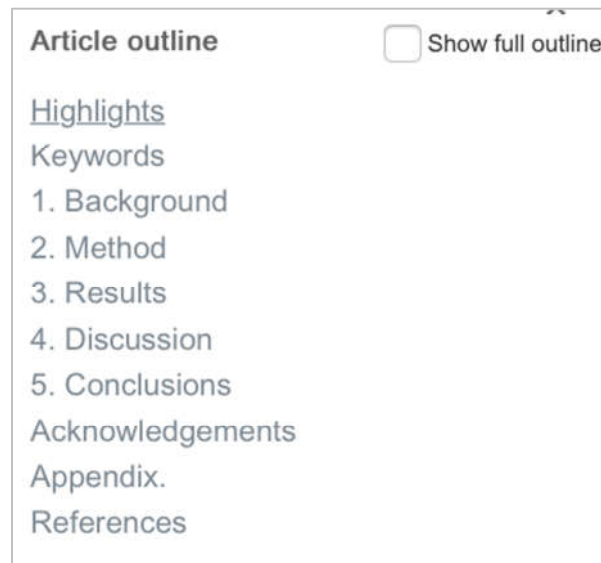 Article outline Show full outline
Highlights
Keywords
1. Background
2. Method
3. Results
4. Discussion
5. Conclusions
Acknowledgements
Appendix.
References